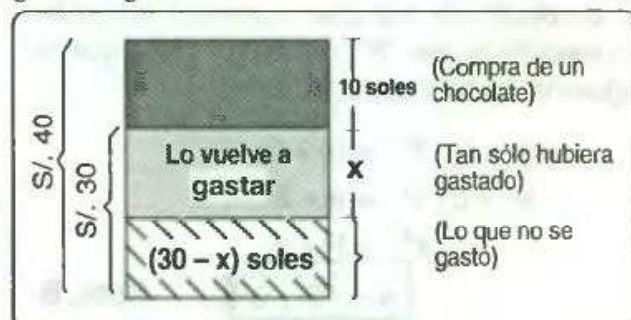 S/. 40
S/. 30
10 soles
(Compra de un
chocolate)
Lo vuelve a
gastar
x
(Tan sólo hubiera
gastado)
(30 – x) soles
(Lo que no se
gastó)